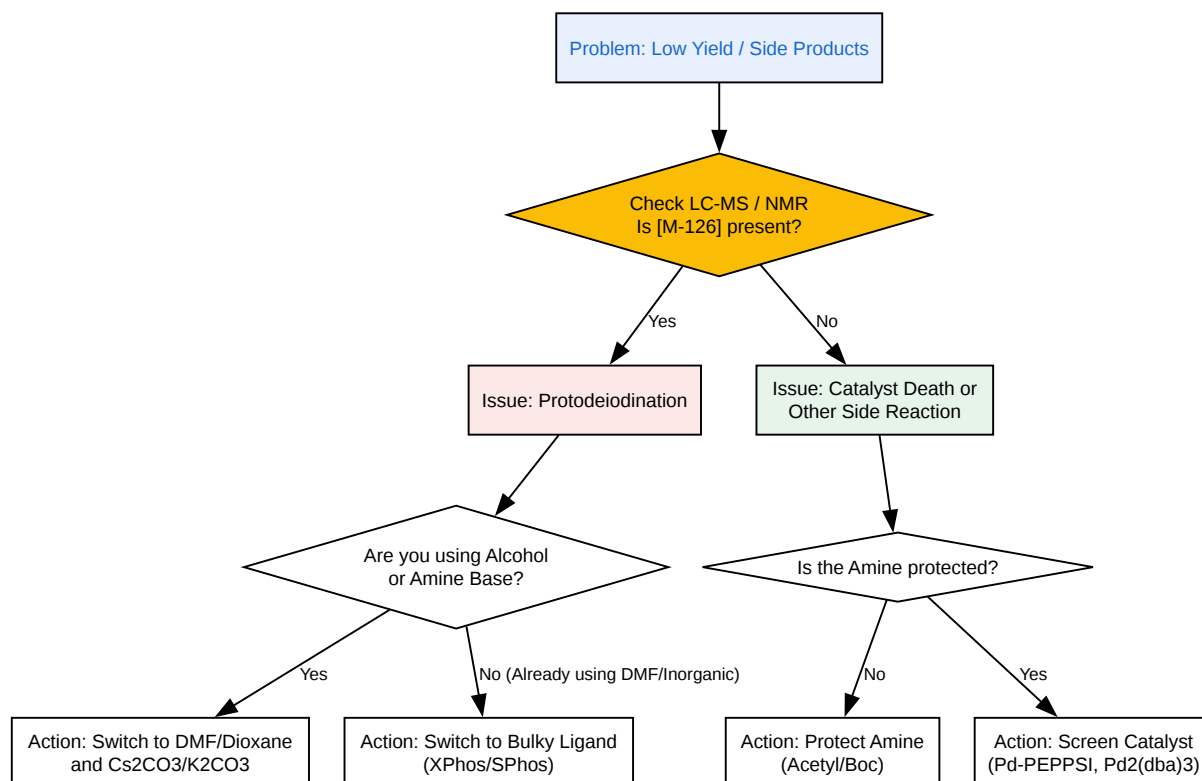 Problem: Low Yield / Side Products
Check LC-MS / NMR
Is [M-126] present?
Yes
No
Issue: Protodeiodination
Issue: Catalyst Death or
Other Side Reaction
Are you using Alcohol
or Amine Base?
Is the Amine protected?
Yes
No (Already using DMF/Inorganic)
No
Yes
Action: Switch to DMF/Dioxane
and Cs2CO3/K2CO3
Action: Switch to Bulky Ligand
(XPhos/SPhos)
Action: Protect Amine
(Acetyl/Boc)
Action: Screen Catalyst
(Pd-PEPPSI, Pd2(dba)3)